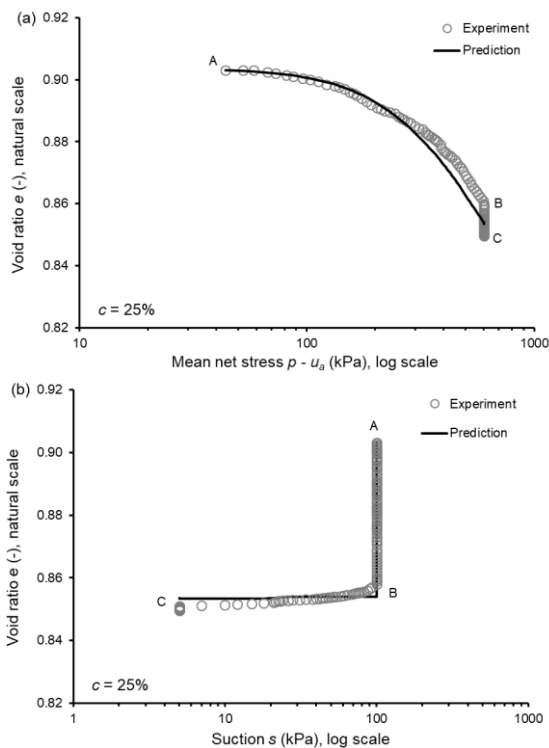 (a)
Experiment
Prediction
A
B
C
c = 25%
0.92
0.90
0.88
0.86
0.84
0.82
10
100
1000
Void ratio e (-), natural scale
Mean net stress p - uₐ (kPa), log scale
(b)
Experiment
Prediction
A
B
C
c = 25%
0.92
0.90
0.88
0.86
0.84
0.82
1
10
100
1000
Void ratio e (-), natural scale
Suction s (kPa), log scale